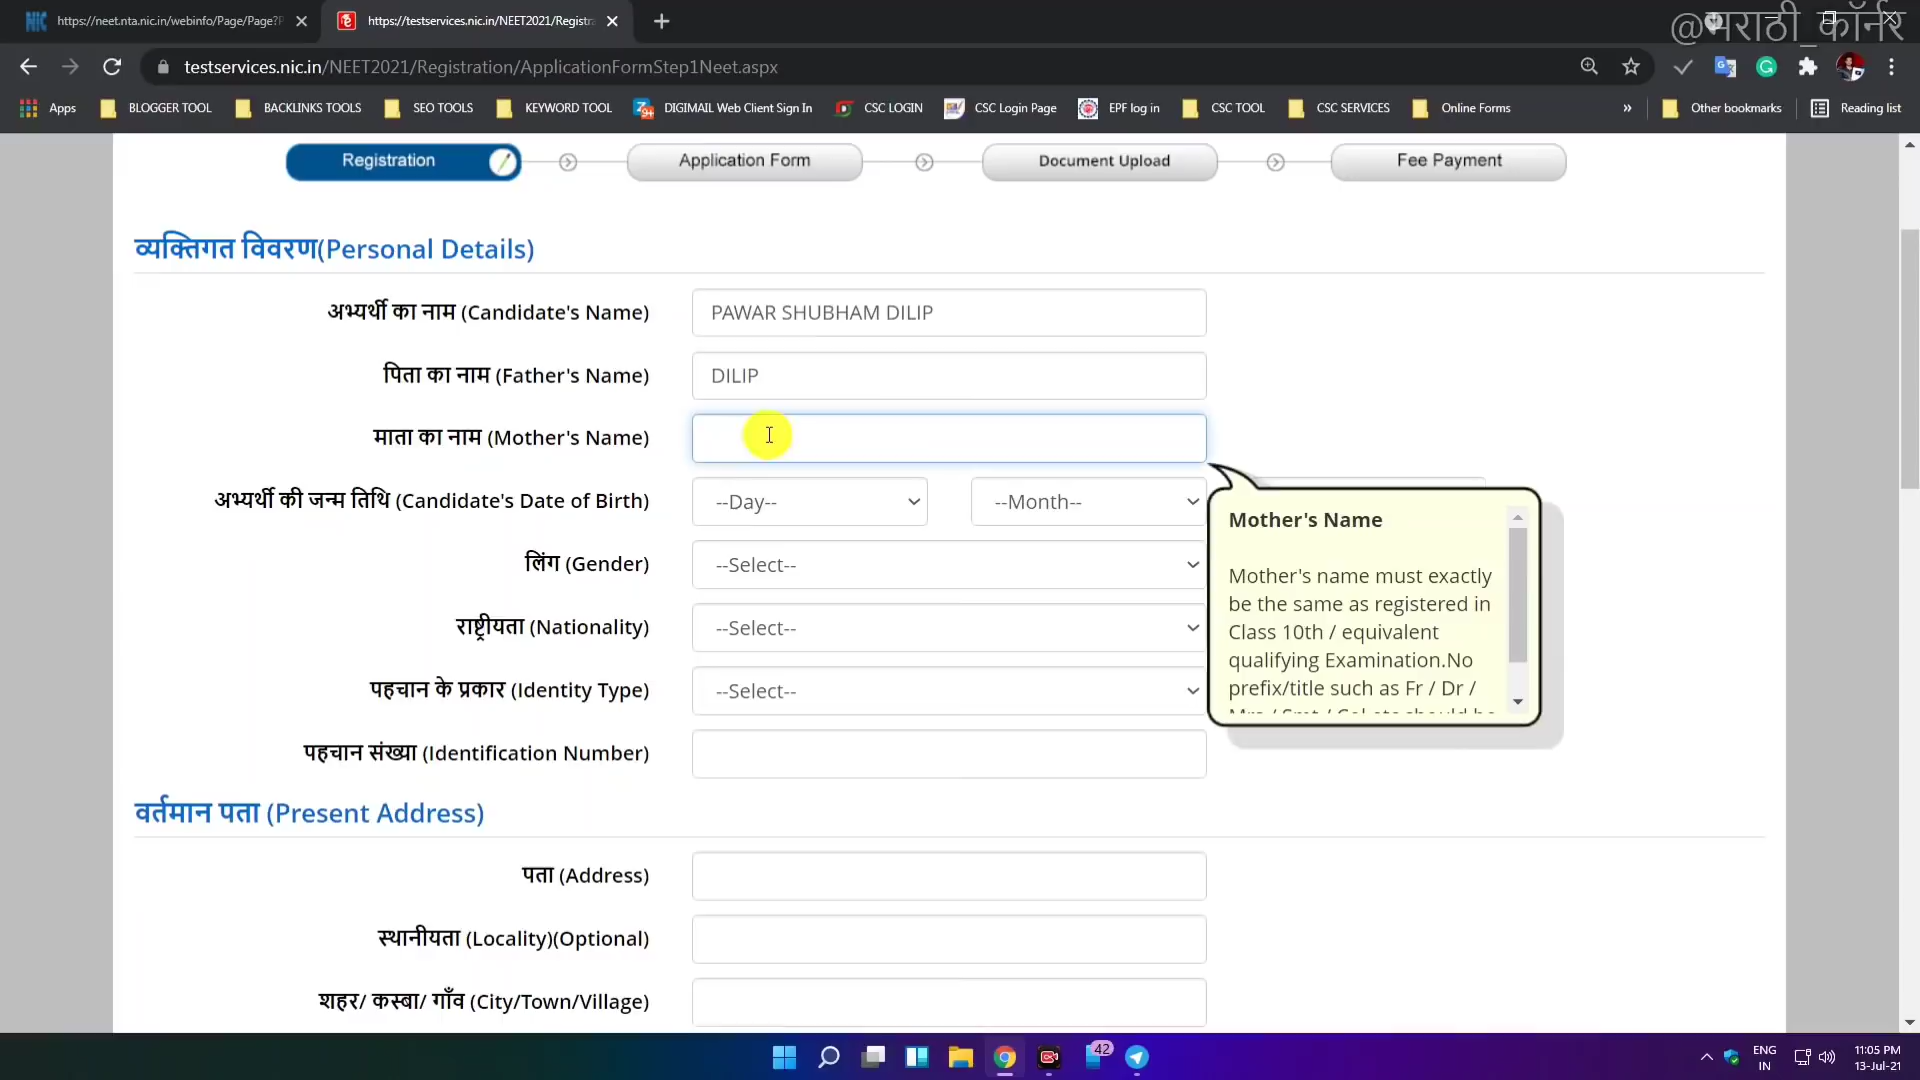 https://neet.nta.nic.in/webinfo/Page/Page?P
https://testservices.nic.in/NEET2021/Registra
@मराठी_कॉर्नर
testservices.nic.in/NEET2021/Registration/ApplicationFormStep1Neet.aspx
Apps BLOGGER TOOL BACKLINKS TOOLS SEO TOOLS KEYWORD TOOL DIGIMAIL Web Client Sign In CSC LOGIN CSC Login Page EPF log in CSC TOOL CSC SERVICES Online Forms » Other bookmarks Reading list
Registration Application Form Document Upload Fee Payment
व्यक्तिगत विवरण(Personal Details)
अभ्यर्थी का नाम (Candidate's Name) PAWAR SHUBHAM DILIP
पिता का नाम (Father's Name) DILIP
माता का नाम (Mother's Name)
अभ्यर्थी की जन्म तिथि (Candidate's Date of Birth) --Day-- --Month--
लिंग (Gender) --Select--
राष्ट्रीयता (Nationality) --Select--
पहचान के प्रकार (Identity Type) --Select--
पहचान संख्या (Identification Number)
Mother's Name
Mother's name must exactly
be the same as registered in
Class 10th / equivalent
qualifying Examination.No
prefix/title such as Fr / Dr /
वर्तमान पता (Present Address)
पता (Address)
स्थानीयता (Locality)(Optional)
शहर/ कस्बा/ गाँव (City/Town/Village)
42
ENG
IN
11:05 PM
13-Jul-21